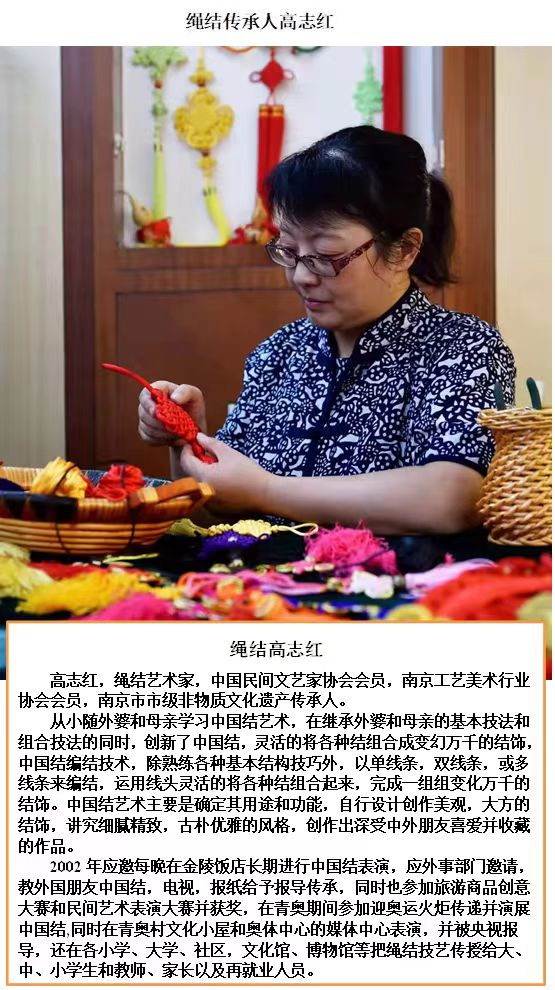 绳结传承人高志红
绳结高志红
高志红，绳结艺术家，中国民间文艺家协会会员，南京工艺美术行业
协会会员，南京市市级非物质文化遗产传承人。
从小随外婆和母亲学习中国结艺术，在继承外婆和母亲的基本技法和
组合技法的同时，创新了中国结，灵活的将各种结组合成变幻万千的结饰，
中国结编结技术，除熟练各种基本结构技巧外，以单线条，双线条，或多
线条来编结，运用线头灵活的将各种结组合起来，完成一组组变化万千的
结饰。中国结艺术主要是确定其用途和功能，自行设计创作美观，大方的
结饰，讲究细腻精致，古朴优雅的风格，创作出深受中外朋友喜爱并收藏
的作品。
2002 年应邀每晚在金陵饭店长期进行中国结表演，应外事部门邀请，
教外国朋友中国结，电视，报纸给予报导传承，同时也参加旅游商品创意
大赛和民间艺术表演大赛并获奖，在青奥期间参加迎奥运火炬传递并演展
中国结,同时在青奥村文化小屋和奥体中心的媒体中心表演，并被央视报
导，还在各小学、大学、社区，文化馆、博物馆等把绳结技艺传授给大、
中、小学生和教师、家长以及再就业人员。